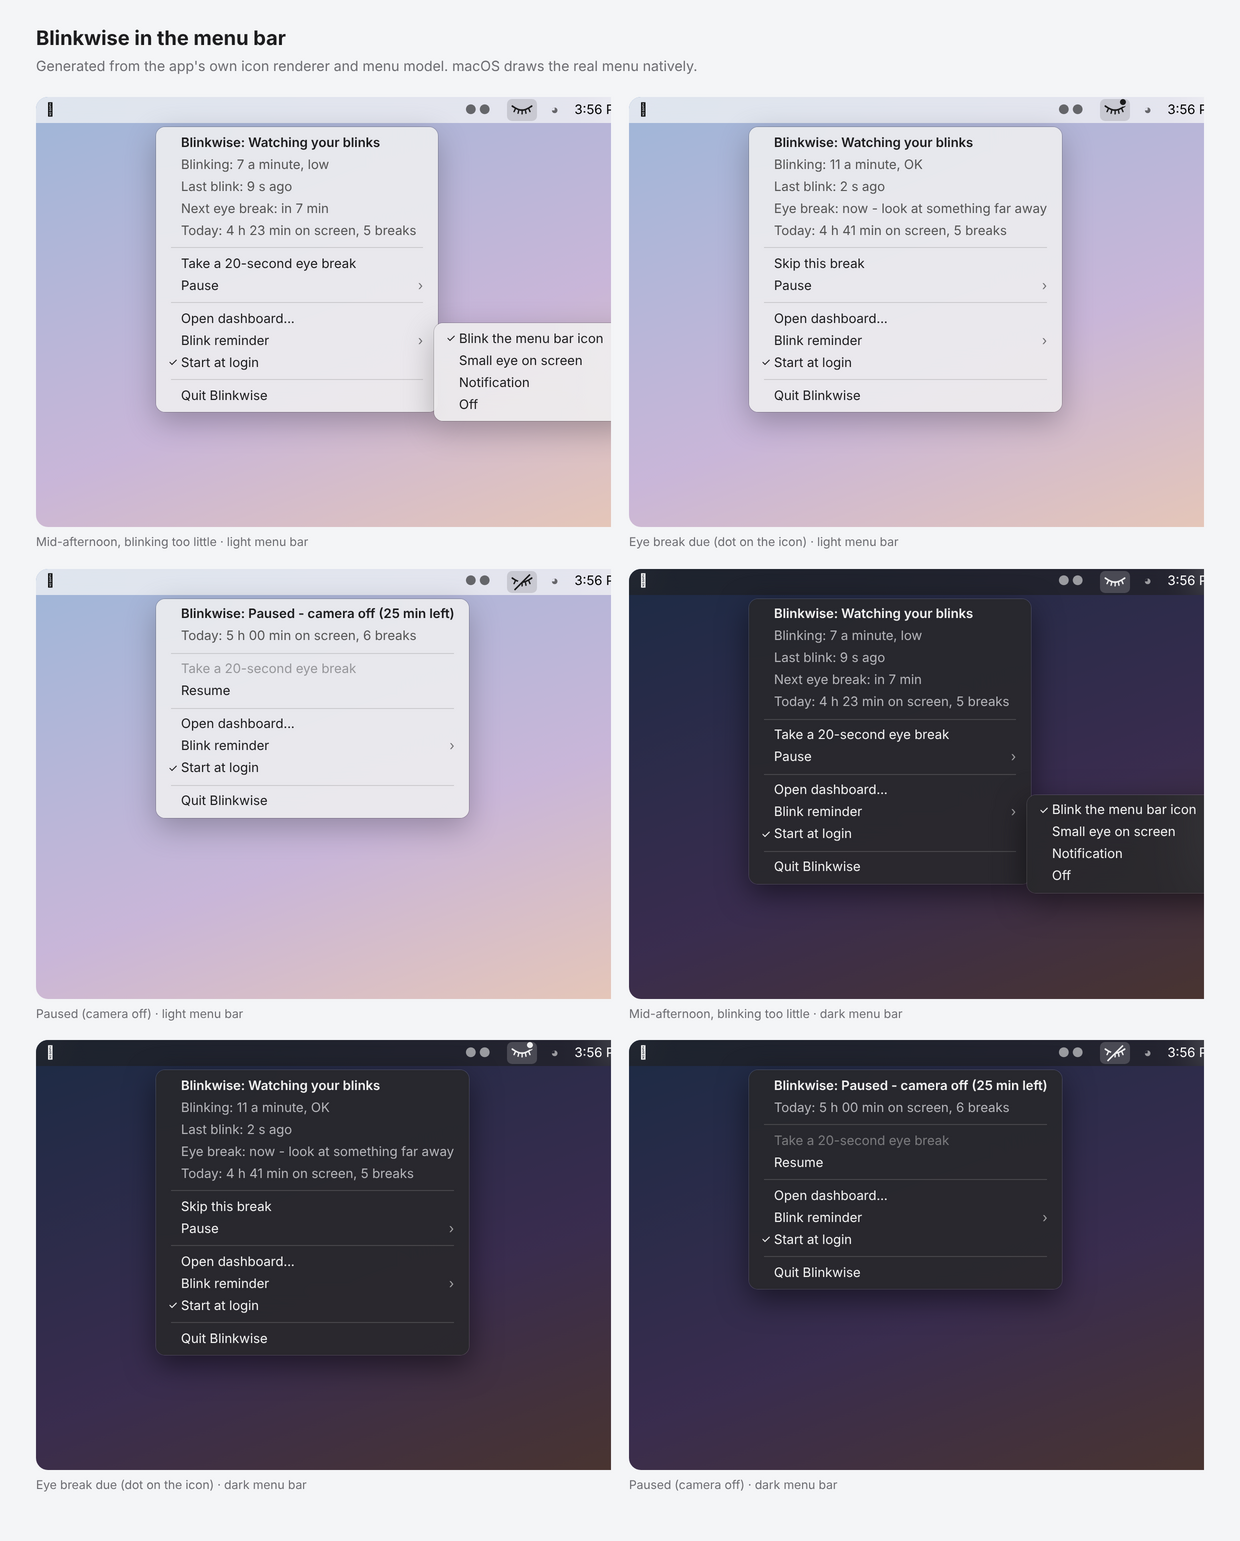 Blinkwise in the menu bar
Generated from the app's own icon renderer and menu model. macOS draws the real menu natively.
3:56
Blinkwise: Watching your blinks
Blinking: 7 a minute, low
Last blink: 9 s ago
Next eye break: in 7 min
Today: 4 h 23 min on screen, 5 breaks
Take a 20-second eye break
Pause
Open dashboard...
Blink reminder
✓ Start at login
Quit Blinkwise
✓ Blink the menu bar icon
Small eye on screen
Notification
Off
Mid-afternoon, blinking too little · light menu bar
3:56
Blinkwise: Watching your blinks
Blinking: 11 a minute, OK
Last blink: 2 s ago
Eye break: now - look at something far away
Today: 4 h 41 min on screen, 5 breaks
Skip this break
Pause
Open dashboard...
Blink reminder
✓ Start at login
Quit Blinkwise
Eye break due (dot on the icon) · light menu bar
3:56
Blinkwise: Paused - camera off (25 min left)
Today: 5 h 00 min on screen, 6 breaks
Take a 20-second eye break
Resume
Open dashboard...
Blink reminder
✓ Start at login
Quit Blinkwise
Paused (camera off) · light menu bar
3:56
Blinkwise: Watching your blinks
Blinking: 7 a minute, low
Last blink: 9 s ago
Next eye break: in 7 min
Today: 4 h 23 min on screen, 5 breaks
Take a 20-second eye break
Pause
Open dashboard...
Blink reminder
✓ Start at login
Quit Blinkwise
✓ Blink the menu bar icon
Small eye on screen
Notification
Off
Mid-afternoon, blinking too little · dark menu bar
3:56
Blinkwise: Watching your blinks
Blinking: 11 a minute, OK
Last blink: 2 s ago
Eye break: now - look at something far away
Today: 4 h 41 min on screen, 5 breaks
Skip this break
Pause
Open dashboard...
Blink reminder
✓ Start at login
Quit Blinkwise
Eye break due (dot on the icon) · dark menu bar
3:56
Blinkwise: Paused - camera off (25 min left)
Today: 5 h 00 min on screen, 6 breaks
Take a 20-second eye break
Resume
Open dashboard...
Blink reminder
✓ Start at login
Quit Blinkwise
Paused (camera off) · dark menu bar